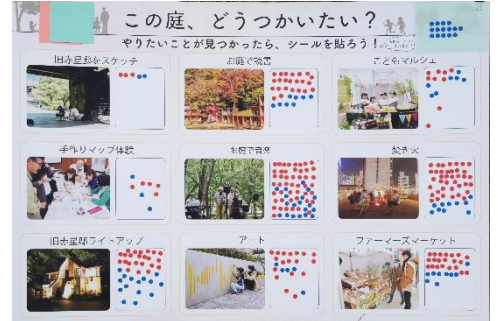 この庭、どうつかいたい？
やりたいことが見つかったら、シールを貼ろう！
旧赤星邸をスケッチ
お庭で読書
こどもマルシェ
手作りマップ体験
お庭で音楽
焚き火
旧赤星邸ライトアップ
アート
ファーマーズマーケット